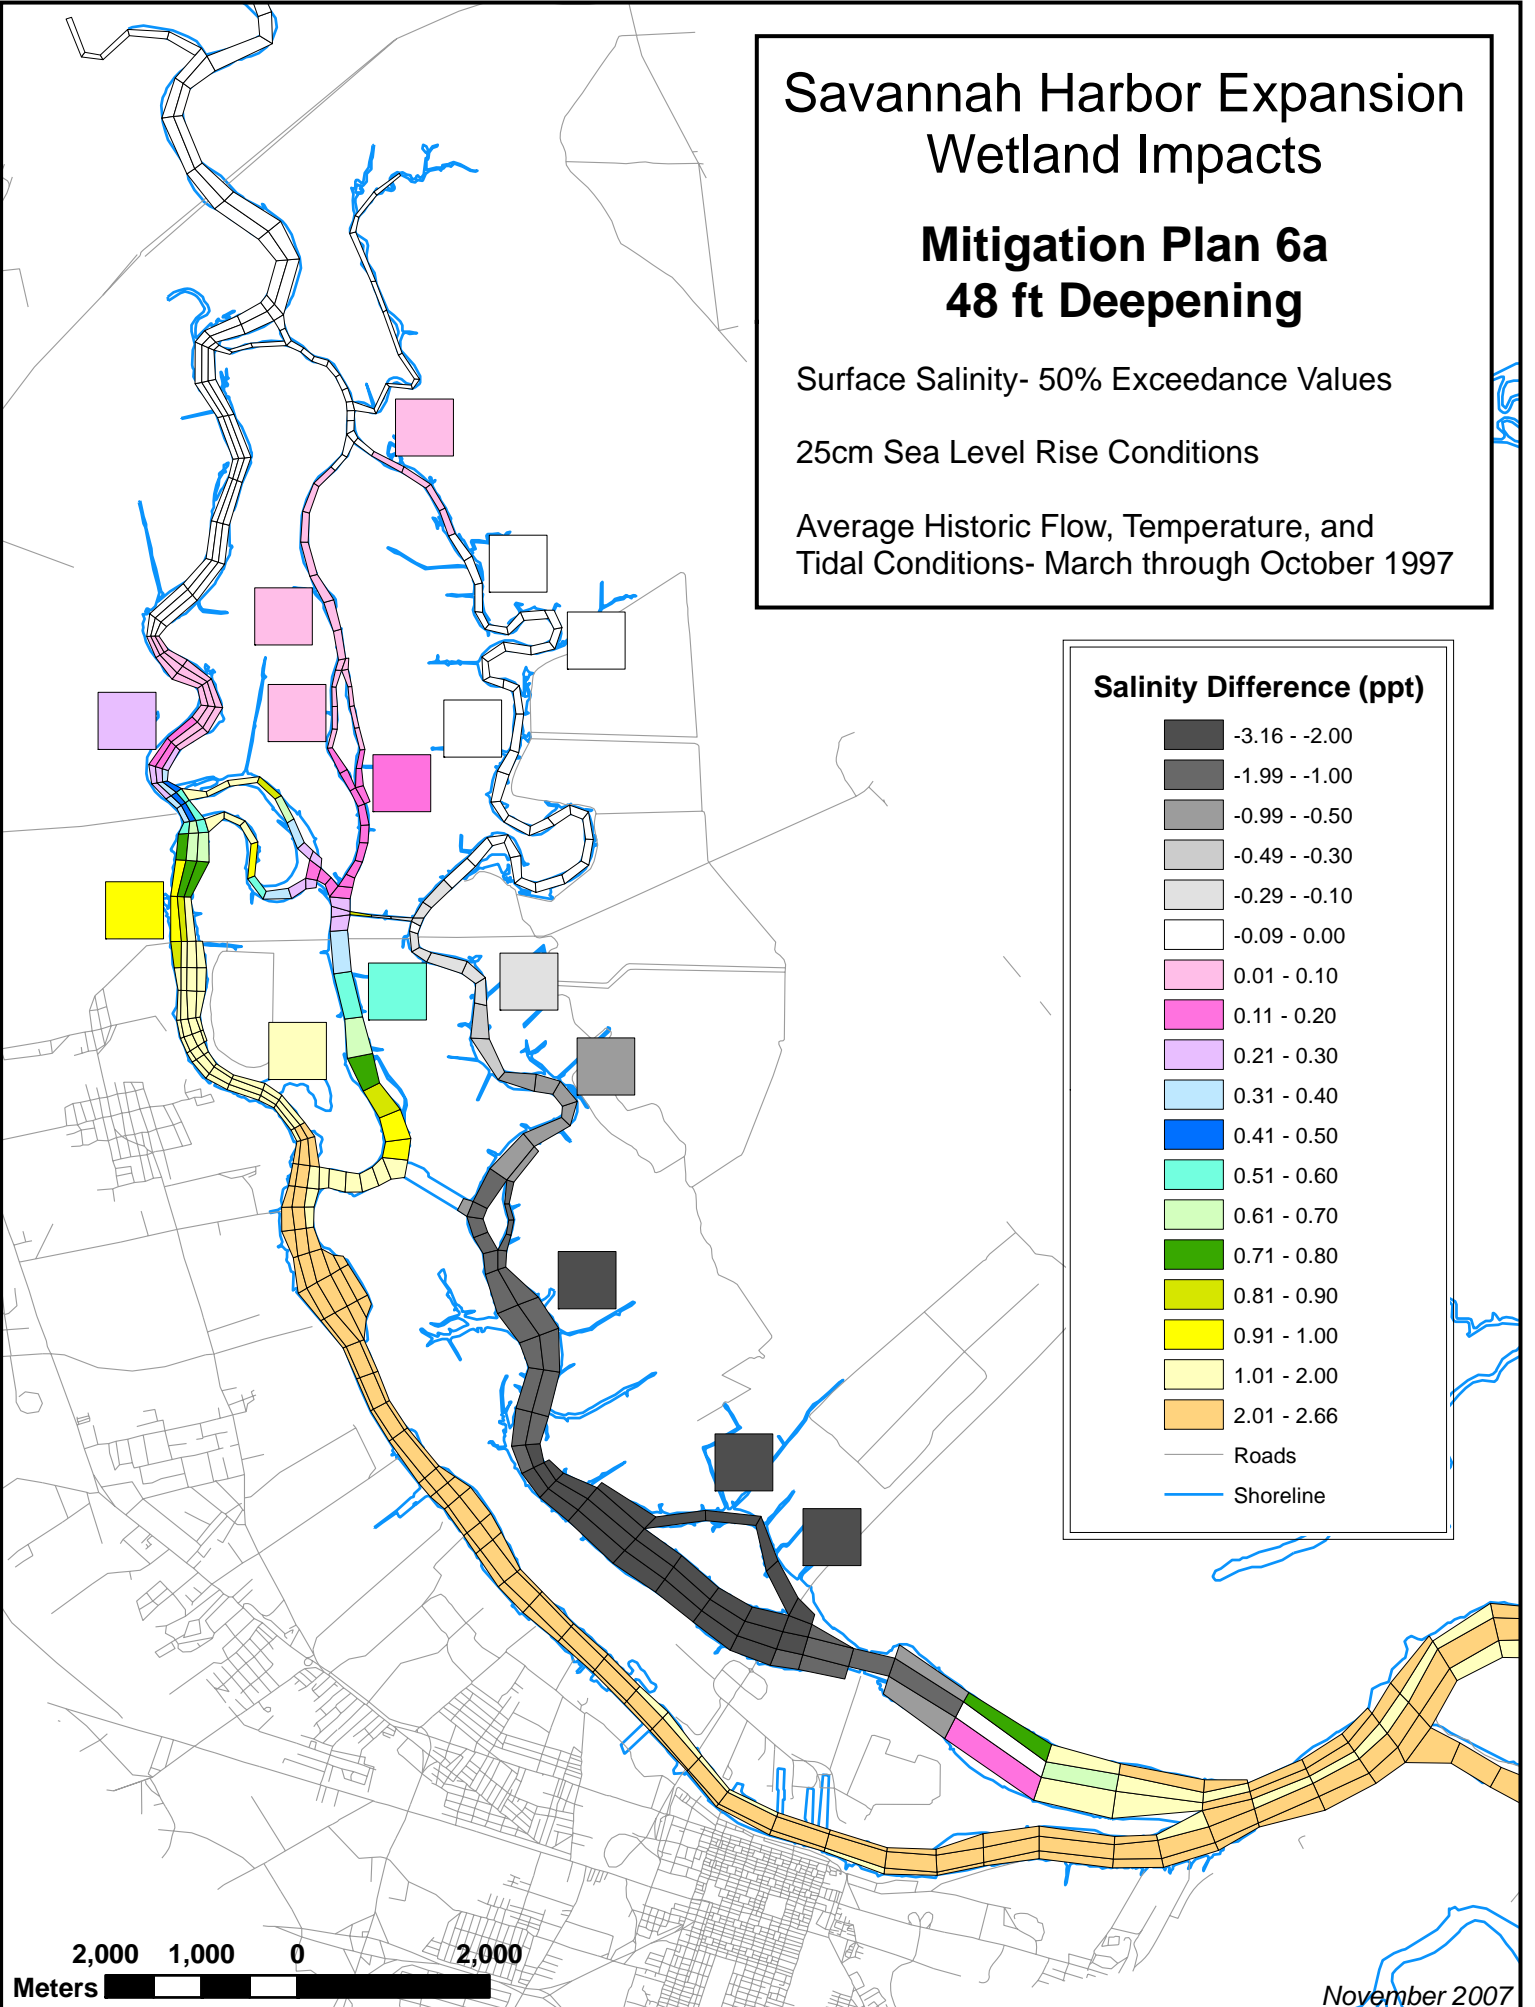 Savannah Harbor Expansion
Wetland Impacts
Mitigation Plan 6a
48 ft Deepening
Surface Salinity- 50% Exceedance Values
25cm Sea Level Rise Conditions
Average Historic Flow, Temperature, and
Tidal Conditions- March through October 1997
Salinity Difference (ppt)
-3.16 - -2.00
-1.99 - -1.00
-0.99 - -0.50
-0.49 - -0.30
-0.29 - -0.10
-0.09 - 0.00
0.01 - 0.10
0.11 - 0.20
0.21 - 0.30
0.31 - 0.40
0.41 - 0.50
0.51 - 0.60
0.61 - 0.70
0.71 - 0.80
0.81 - 0.90
0.91 - 1.00
1.01 - 2.00
2.01 - 2.66
Roads
Shoreline
2,000 1,000 0 2,000
Meters
November 2007